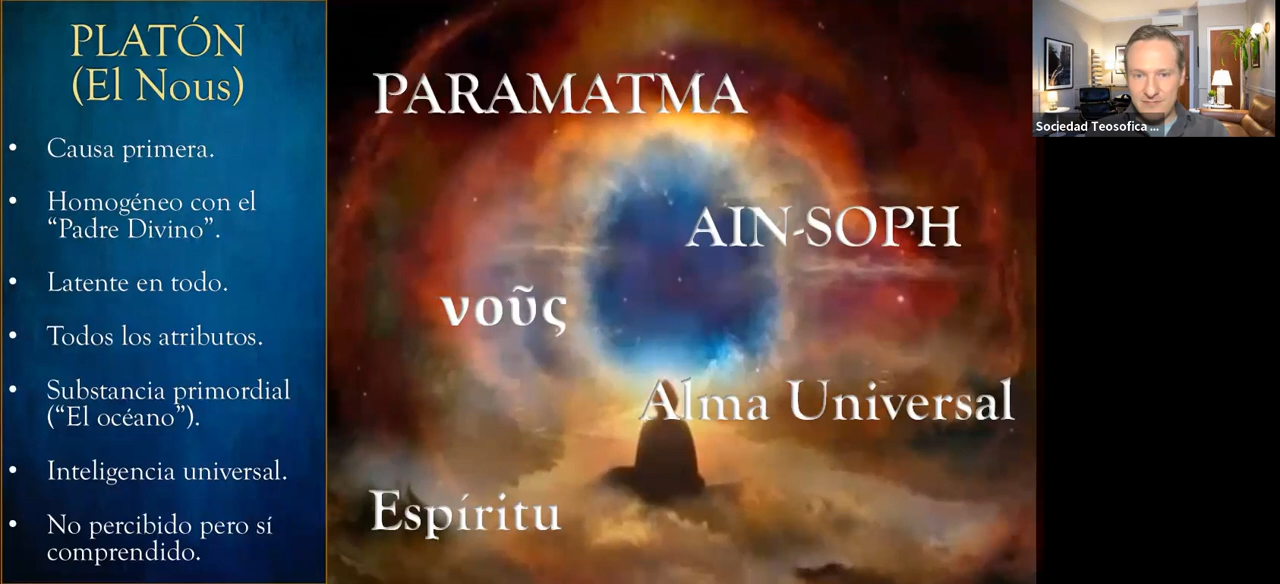 PLATÓN
(El Nous)
• Causa primera.
• Homogéneo con el
“Padre Divino”.
• Latente en todo.
• Todos los atributos.
• Substancia primordial
(“El océano”).
• Inteligencia universal.
• No percibido pero sí
comprendido.
PARAMATMA
AIN-SOPH
νοῦς
Alma Universal
Espíritu
Sociedad Teosofica ...